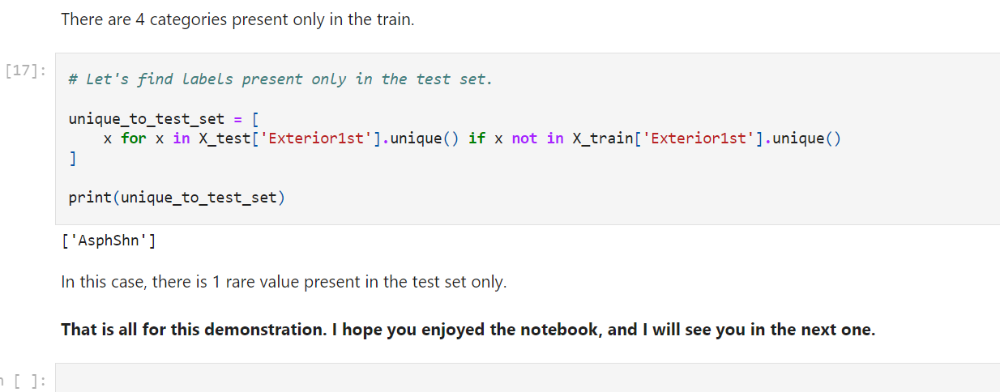 There are 4 categories present only in the train.
[17]:
# Let's find labels present only in the test set.
unique_to_test_set = [
    x for x in X_test['Exterior1st'].unique() if x not in X_train['Exterior1st'].unique()
]
print(unique_to_test_set)
['AsphShn']
In this case, there is 1 rare value present in the test set only.
That is all for this demonstration. I hope you enjoyed the notebook, and I will see you in the next one.
[ ]: